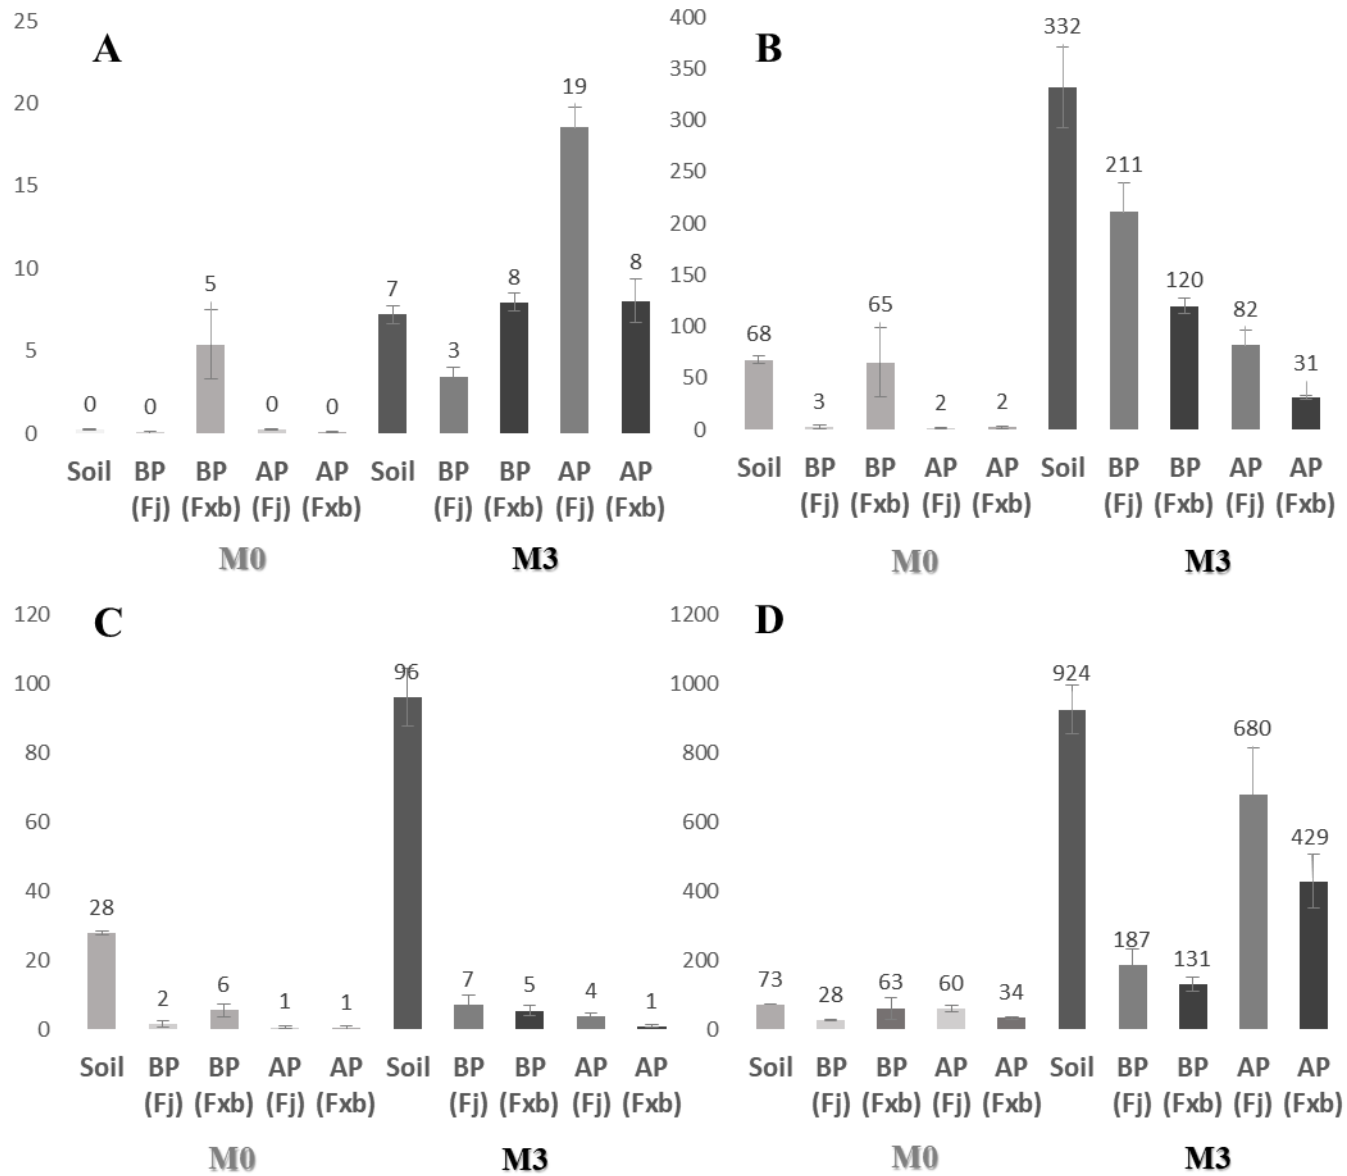 A
25
20
15
10
5
0
0 0 5 0 0 7 3 8 19 8
Soil BP BP AP AP Soil BP BP AP AP
(Fj) (Fxb) (Fj) (Fxb) (Fj) (Fxb) (Fj) (Fxb)
M0 M3
B
400
350
300
250
200
150
100
50
0
68 3 65 2 2 332 211 120 82 31
Soil BP BP AP AP Soil BP BP AP AP
(Fj) (Fxb) (Fj) (Fxb) (Fj) (Fxb) (Fj) (Fxb)
M0 M3
C
120
100
80
60
40
20
0
28 2 6 1 1 96 7 5 4 1
Soil BP BP AP AP Soil BP BP AP AP
(Fj) (Fxb) (Fj) (Fxb) (Fj) (Fxb) (Fj) (Fxb)
M0 M3
D
1200
1000
800
600
400
200
0
73 28 63 60 34 924 187 131 680 429
Soil BP BP AP AP Soil BP BP AP AP
(Fj) (Fxb) (Fj) (Fxb) (Fj) (Fxb) (Fj) (Fxb)
M0 M3